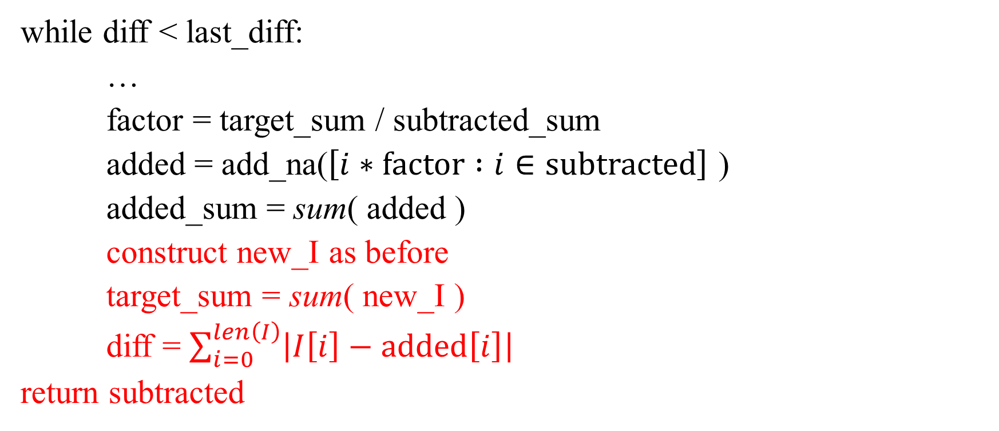 while diff < last_diff:
…
factor = target_sum / subtracted_sum
added = add_na([i ∗ factor ∶ i ∈ subtracted] )
added_sum = sum( added )
construct new_I as before
target_sum = sum( new_I )
diff = ∑_{i=0}^{len(I)} |I[i] − added[i]|
return subtracted